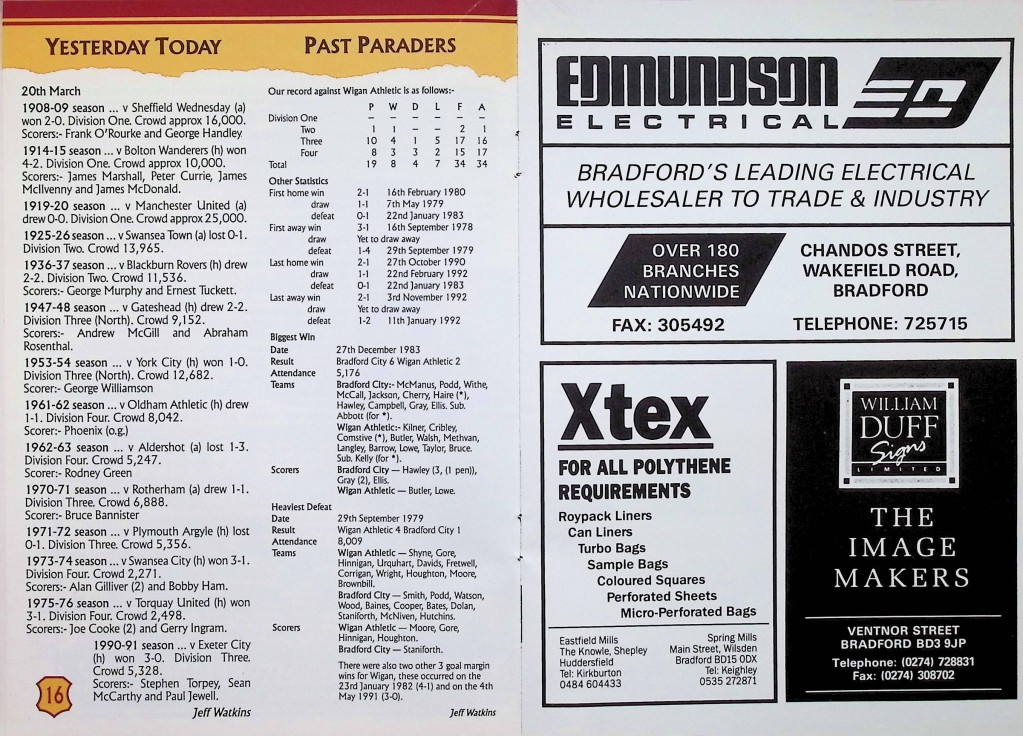 YESTERDAY TODAY
20th March
1908-09 season ... v Sheffield Wednesday (a)
won 2-0. Division One. Crowd approx 16,000.
Scorers:- Frank O'Rourke and George Handley
1914-15 season ... v Bolton Wanderers (h) won
4-2. Division One. Crowd approx 10,000.
Scorers:- James Marshall, Peter Currie, James
McIlvenny and James McDonald.
1919-20 season ... v Manchester United (a)
drew 0-0. Division One. Crowd approx 25,000.
1925-26 season ... v Swansea Town (a) lost 0-1.
Division Two. Crowd 13,965.
1936-37 season ... v Blackburn Rovers (h) drew
2-2. Division Two. Crowd 11,536.
Scorers:- George Murphy and Ernest Tuckett.
1947-48 season ... v Gateshead (h) drew 2-2.
Division Three (North). Crowd 9,152.
Scorers:- Andrew McGill and Abraham
Rosenthal.
1953-54 season ... v York City (h) won 1-0.
Division Three (North). Crowd 12,682.
Scorer:- George Williamson
1961-62 season ... v Oldham Athletic (h) drew
1-1. Division Four. Crowd 8,042.
Scorer:- Phoenix (o.g.)
1962-63 season ... v Aldershot (a) lost 1-3.
Division Four. Crowd 5,247.
Scorer:- Rodney Green
1970-71 season ... v Rotherham (a) drew 1-1.
Division Three. Crowd 6,888.
Scorer:- Bruce Bannister
1971-72 season ... v Plymouth Argyle (h) lost
0-1. Division Three. Crowd 5,356.
1973-74 season ... v Swansea City (h) won 3-1.
Division Four. Crowd 2,271.
Scorers:- Alan Gilliver (2) and Bobby Ham.
1975-76 season ... v Torquay United (h) won
3-1. Division Four. Crowd 2,498.
Scorers:- Joe Cooke (2) and Gerry Ingram.
1990-91 season ... v Exeter City
(h) won 3-0. Division Three.
Crowd 5,328.
Scorers:- Stephen Torpey, Sean
McCarthy and Paul Jewell.
Jeff Watkins
16
PAST PARADERS
Our record against Wigan Athletic is as follows:-
P W D L F A
Division One – – – – – –
Two 1 1 – – 2 1
Three 10 4 1 5 17 16
Four 8 3 3 2 15 17
Total 19 8 4 7 34 34
Other Statistics
First home win 2-1 16th February 1980
draw 1-1 7th May 1979
defeat 0-1 22nd January 1983
First away win 3-1 16th September 1978
draw Yet to draw away
defeat 1-4 29th September 1979
Last home win 2-1 27th October 1990
draw 1-1 22nd February 1992
defeat 0-1 22nd January 1983
Last away win 2-1 3rd November 1992
draw Yet to draw away
defeat 1-2 11th January 1992
Biggest Win
Date 27th December 1983
Result Bradford City 6 Wigan Athletic 2
Attendance 5,176
Teams Bradford City:- McManus, Podd, Withe,
McCall, Jackson, Cherry, Haire (*),
Hawley, Campbell, Gray, Ellis. Sub.
Abbott (for *).
Wigan Athletic:- Kilner, Cribley,
Comstive (*), Butler, Walsh, Methvan,
Langley, Barrow, Lowe, Taylor, Bruce.
Sub. Kelly (for *).
Scorers Bradford City — Hawley (3, (1 pen)),
Gray (2), Ellis.
Wigan Athletic — Butler, Lowe.
Heaviest Defeat
Date 29th September 1979
Result Wigan Athletic 4 Bradford City 1
Attendance 8,009
Teams Wigan Athletic — Shyne, Gore,
Hinnigan, Urquhart, Davids, Fretwell,
Corrigan, Wright, Houghton, Moore,
Brownbill.
Bradford City — Smith, Podd, Watson,
Wood, Baines, Cooper, Bates, Dolan,
Staniforth, McNiven, Hutchins.
Scorers Wigan Athletic — Moore, Gore,
Hinnigan, Houghton.
Bradford City — Staniforth.
There were also two other 3 goal margin
wins for Wigan, these occurred on the
23rd January 1982 (4-1) and on the 4th
May 1991 (3-0).
Jeff Watkins
EDMUNDSON
ELECTRICAL
BRADFORD'S LEADING ELECTRICAL
WHOLESALER TO TRADE & INDUSTRY
OVER 180
BRANCHES
NATIONWIDE
CHANDOS STREET,
WAKEFIELD ROAD,
BRADFORD
FAX: 305492
TELEPHONE: 725715
Xtex
FOR ALL POLYTHENE
REQUIREMENTS
Roypack Liners
Can Liners
Turbo Bags
Sample Bags
Coloured Squares
Perforated Sheets
Micro-Perforated Bags
Eastfield Mills
The Knowle, Shepley
Huddersfield
Tel: Kirkburton
0484 604433
Spring Mills
Main Street, Wilsden
Bradford BD15 0DX
Tel: Keighley
0535 272871
WILLIAM
DUFF
Signs
LIMITED
THE
IMAGE
MAKERS
VENTNOR STREET
BRADFORD BD3 9JP
Telephone: (0274) 728831
Fax: (0274) 308702